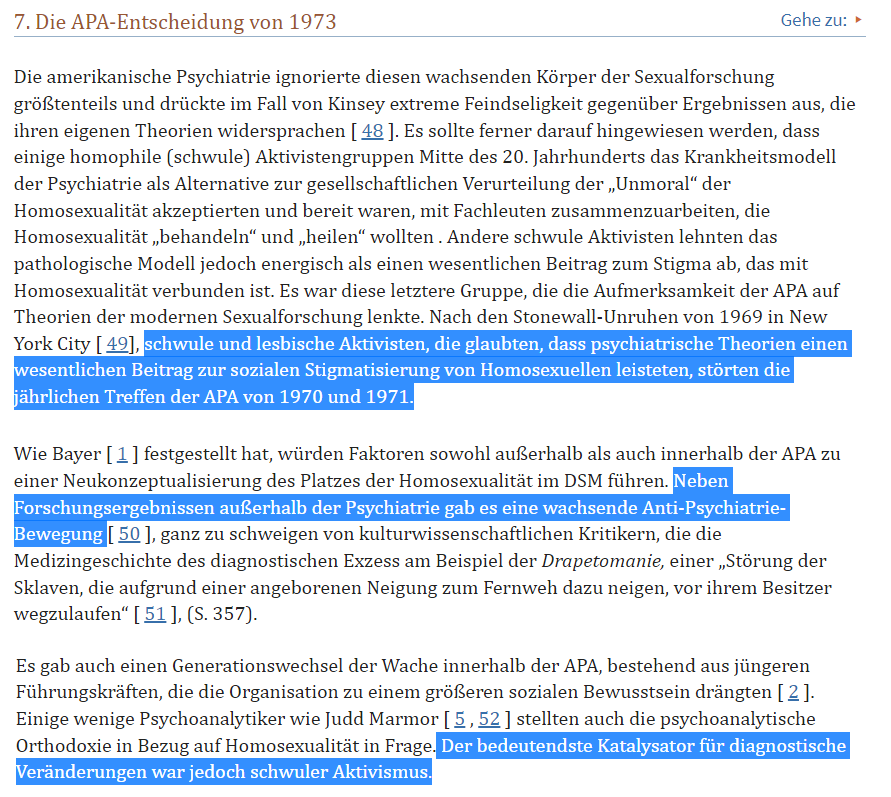 7. Die APA-Entscheidung von 1973
Gehe zu: ▸
Die amerikanische Psychiatrie ignorierte diesen wachsenden Körper der Sexualforschung
größtenteils und drückte im Fall von Kinsey extreme Feindseligkeit gegenüber Ergebnissen aus, die
ihren eigenen Theorien widersprachen [ 48 ]. Es sollte ferner darauf hingewiesen werden, dass
einige homophile (schwule) Aktivistengruppen Mitte des 20. Jahrhunderts das Krankheitsmodell
der Psychiatrie als Alternative zur gesellschaftlichen Verurteilung der „Unmoral“ der
Homosexualität akzeptierten und bereit waren, mit Fachleuten zusammenzuarbeiten, die
Homosexualität „behandeln“ und „heilen“ wollten . Andere schwule Aktivisten lehnten das
pathologische Modell jedoch energisch als einen wesentlichen Beitrag zum Stigma ab, das mit
Homosexualität verbunden ist. Es war diese letztere Gruppe, die die Aufmerksamkeit der APA auf
Theorien der modernen Sexualforschung lenkte. Nach den Stonewall-Unruhen von 1969 in New
York City [ 49], schwule und lesbische Aktivisten, die glaubten, dass psychiatrische Theorien einen
wesentlichen Beitrag zur sozialen Stigmatisierung von Homosexuellen leisteten, störten die
jährlichen Treffen der APA von 1970 und 1971.
Wie Bayer [ 1 ] festgestellt hat, würden Faktoren sowohl außerhalb als auch innerhalb der APA zu
einer Neukonzeptualisierung des Platzes der Homosexualität im DSM führen. Neben
Forschungsergebnissen außerhalb der Psychiatrie gab es eine wachsende Anti-Psychiatrie-
Bewegung [ 50 ], ganz zu schweigen von kulturwissenschaftlichen Kritikern, die die
Medizingeschichte des diagnostischen Exzess am Beispiel der Drapetomanie, einer „Störung der
Sklaven, die aufgrund einer angeborenen Neigung zum Fernweh dazu neigen, vor ihrem Besitzer
wegzulaufen“ [ 51 ], (S. 357).
Es gab auch einen Generationswechsel der Wache innerhalb der APA, bestehend aus jüngeren
Führungskräften, die die Organisation zu einem größeren sozialen Bewusstsein drängten [ 2 ].
Einige wenige Psychoanalytiker wie Judd Marmor [ 5 , 52 ] stellten auch die psychoanalytische
Orthodoxie in Bezug auf Homosexualität in Frage. Der bedeutendste Katalysator für diagnostische
Veränderungen war jedoch schwuler Aktivismus.